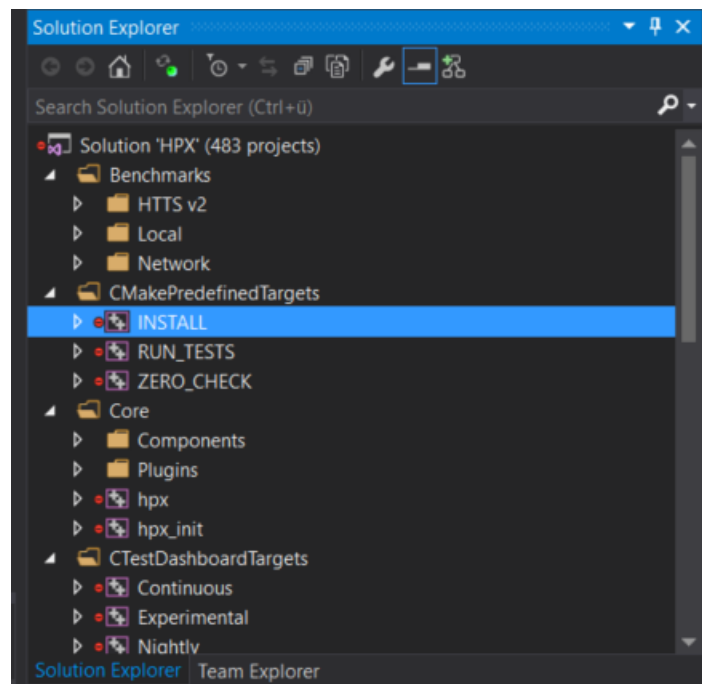 Solution Explorer
Search Solution Explorer (Ctrl+ü)
Solution 'HPX' (483 projects)
Benchmarks
HTTS v2
Local
Network
CMakePredefinedTargets
INSTALL
RUN_TESTS
ZERO_CHECK
Core
Components
Plugins
hpx
hpx_init
CTestDashboardTargets
Continuous
Experimental
Nightly
Solution Explorer Team Explorer